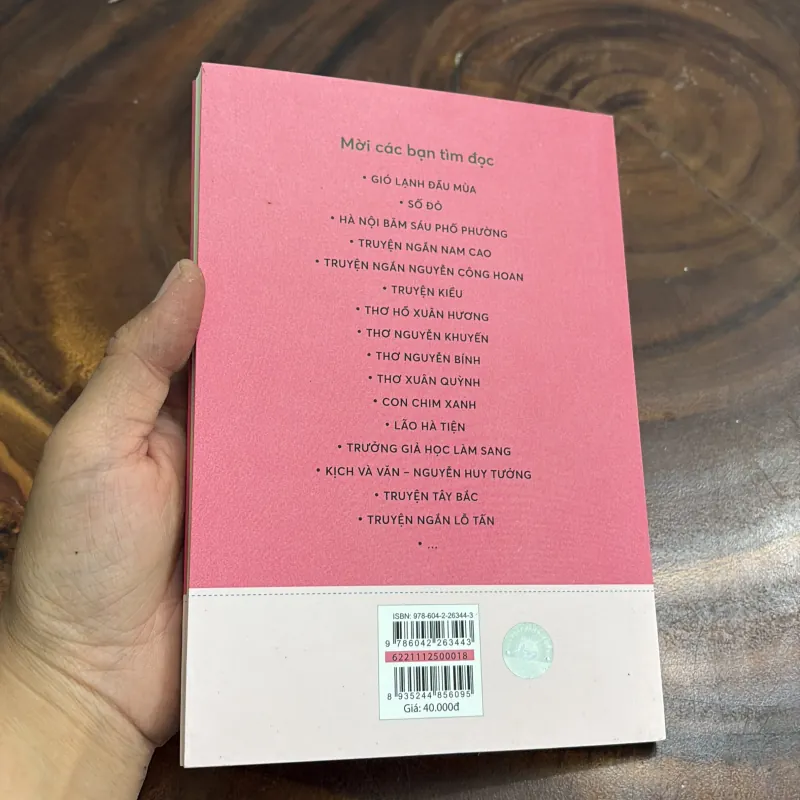 Mời các bạn tìm đọc
• GIÓ LẠNH ĐẦU MÙA
• SỐ ĐỎ
• HÀ NỘI BĂM SÁU PHỐ PHƯỜNG
• TRUYỆN NGẮN NAM CAO
• TRUYỆN NGẮN NGUYỄN CÔNG HOAN
• TRUYỆN KIỀU
• THƠ HỒ XUÂN HƯƠNG
• THƠ NGUYỄN KHUYẾN
• THƠ NGUYỄN BÍNH
• THƠ XUÂN QUỲNH
• CON CHIM XANH
• LÃO HÀ TIỆN
• TRƯỞNG GIẢ HỌC LÀM SANG
• KỊCH VÀ VĂN – NGUYỄN HUY TƯỞNG
• TRUYỆN TÂY BẮC
• TRUYỆN NGẮN LỖ TẤN
• ...
ISBN: 978-604-2-26344-3
9 786042 263443
6221112500018
8 935244 856095
Giá: 40.000đ